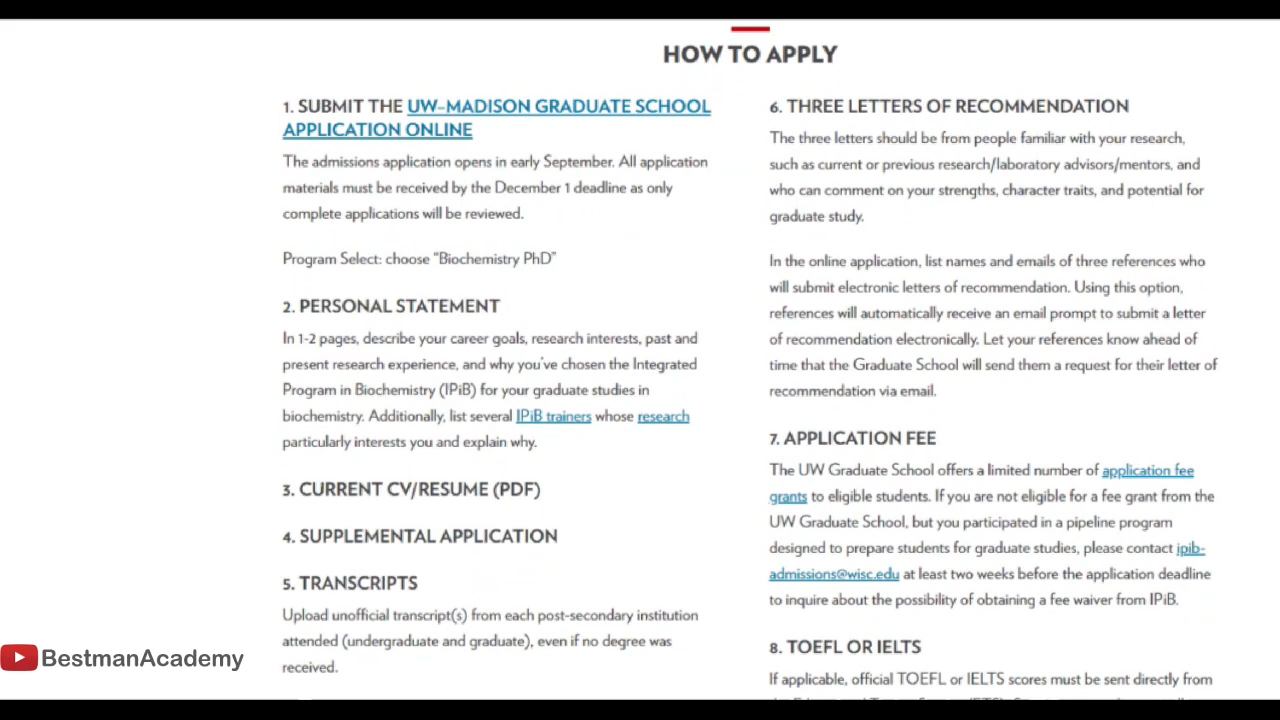 HOW TO APPLY
1. SUBMIT THE UW–MADISON GRADUATE SCHOOL
APPLICATION ONLINE
The admissions application opens in early September. All application
materials must be received by the December 1 deadline as only
complete applications will be reviewed.
Program Select: choose “Biochemistry PhD”
2. PERSONAL STATEMENT
In 1-2 pages, describe your career goals, research interests, past and
present research experience, and why you’ve chosen the Integrated
Program in Biochemistry (IPiB) for your graduate studies in
biochemistry. Additionally, list several IPiB trainers whose research
particularly interests you and explain why.
3. CURRENT CV/RESUME (PDF)
4. SUPPLEMENTAL APPLICATION
5. TRANSCRIPTS
Upload unofficial transcript(s) from each post-secondary institution
attended (undergraduate and graduate), even if no degree was
received.
6. THREE LETTERS OF RECOMMENDATION
The three letters should be from people familiar with your research,
such as current or previous research/laboratory advisors/mentors, and
who can comment on your strengths, character traits, and potential for
graduate study.
In the online application, list names and emails of three references who
will submit electronic letters of recommendation. Using this option,
references will automatically receive an email prompt to submit a letter
of recommendation electronically. Let your references know ahead of
time that the Graduate School will send them a request for their letter of
recommendation via email.
7. APPLICATION FEE
The UW Graduate School offers a limited number of application fee
grants to eligible students. If you are not eligible for a fee grant from the
UW Graduate School, but you participated in a pipeline program
designed to prepare students for graduate studies, please contact ipib-
admissions@wisc.edu at least two weeks before the application deadline
to inquire about the possibility of obtaining a fee waiver from IPiB.
8. TOEFL OR IELTS
If applicable, official TOEFL or IELTS scores must be sent directly from
BestmanAcademy